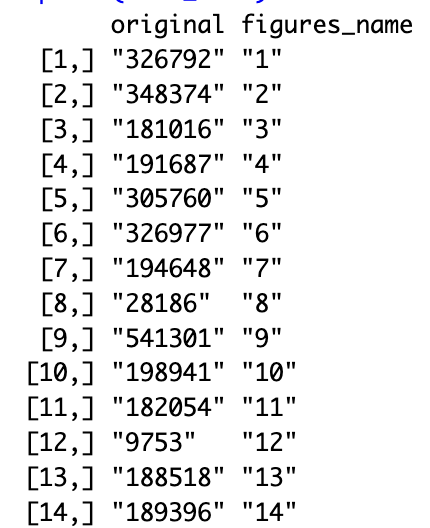 original figures_name
[1,] "326792" "1"
[2,] "348374" "2"
[3,] "181016" "3"
[4,] "191687" "4"
[5,] "305760" "5"
[6,] "326977" "6"
[7,] "194648" "7"
[8,] "28186" "8"
[9,] "541301" "9"
[10,] "198941" "10"
[11,] "182054" "11"
[12,] "9753" "12"
[13,] "188518" "13"
[14,] "189396" "14"